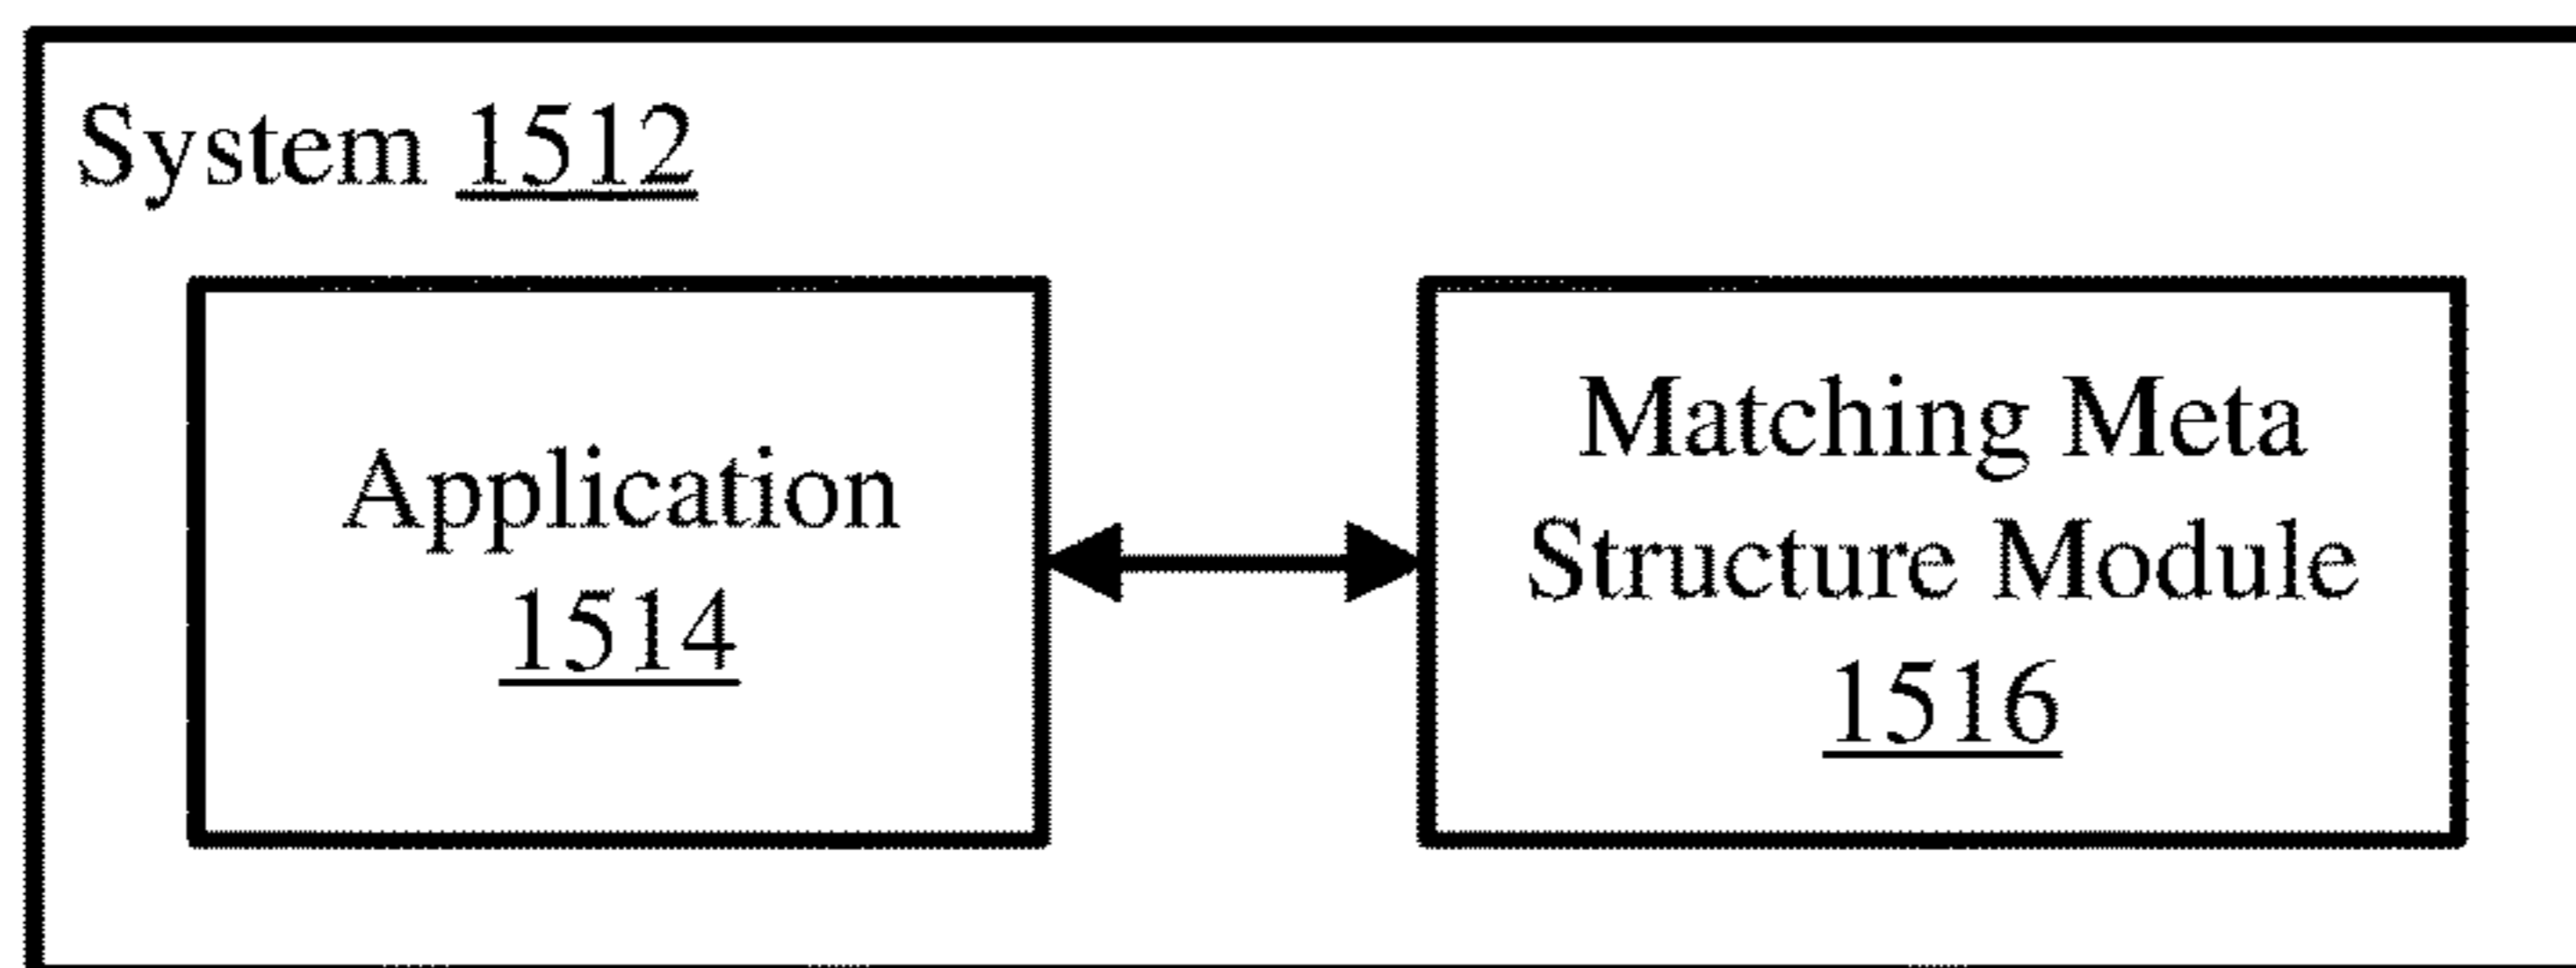 System 1512
Application
1514
Matching Meta
Structure Module
1516